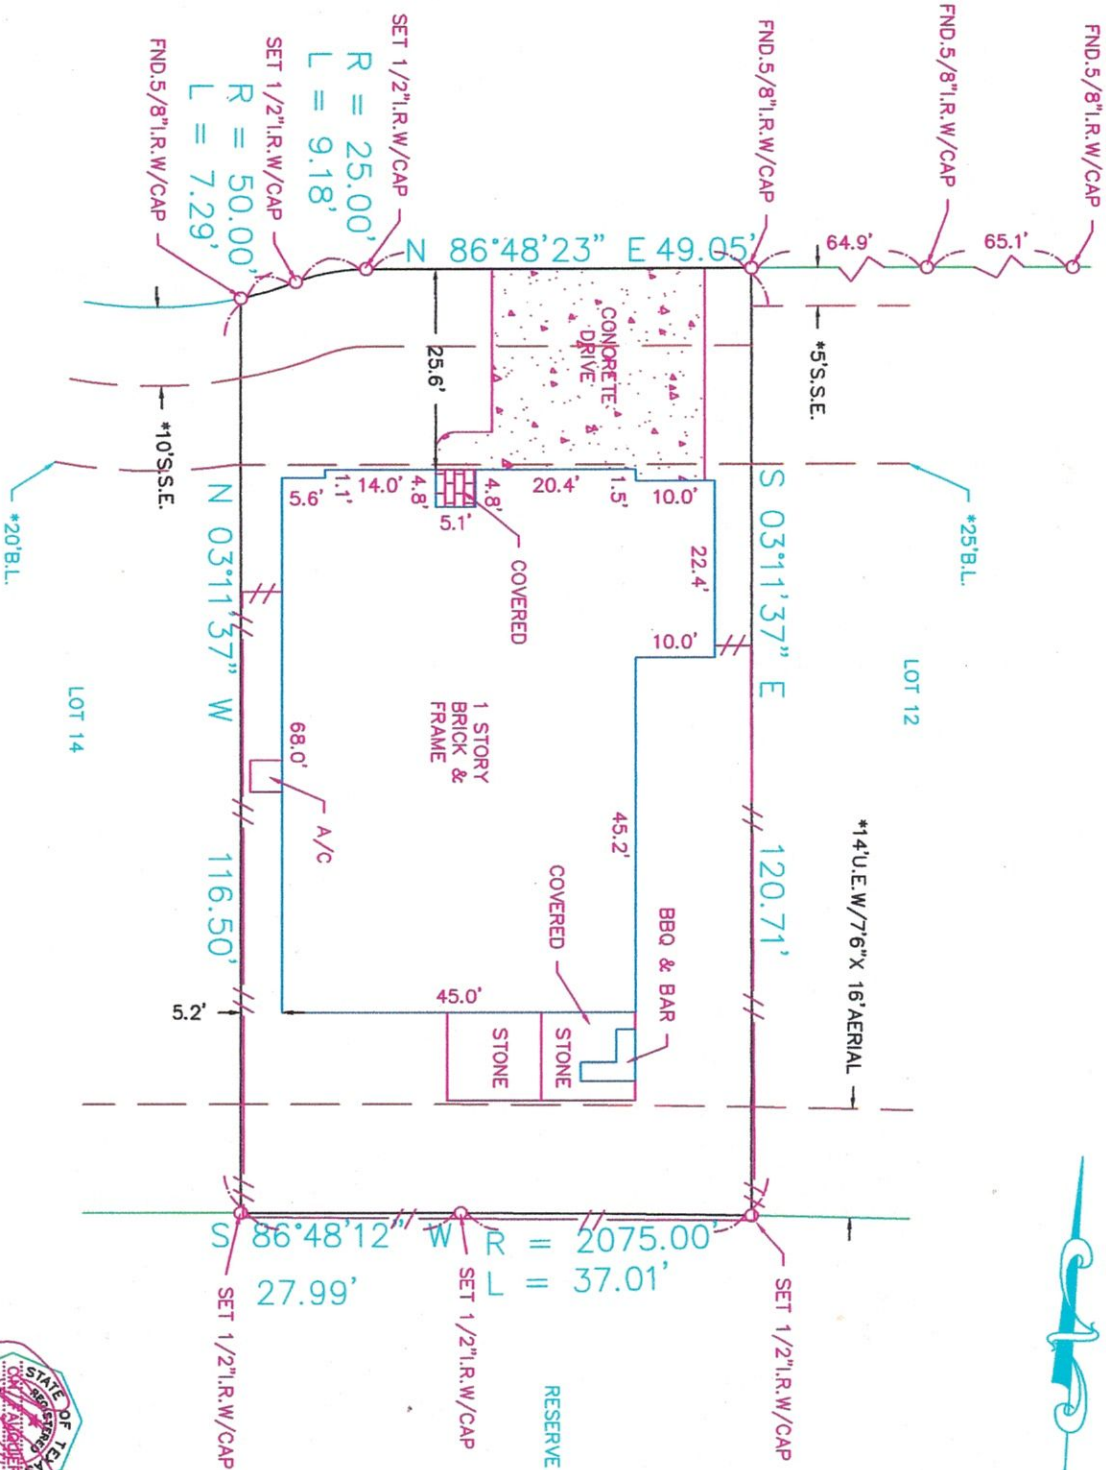 FND.5/8"I.R.W/CAP
FND.5/8"I.R.W/CAP
FND.5/8"I.R.W/CAP
SET 1/2"I.R.W/CAP
R = 25.00'
L = 9.18'
SET 1/2"I.R.W/CAP
R = 50.00'
L = 7.29'
FND.5/8"I.R.W/CAP
N 86°48'23" E 49.05'
64.9'
65.1'
*5'S.S.E.
25.6'
CONCRETE
DRIVE
*10'S.S.E.
*20'B.L.
*25'B.L.
5.6'
1.1'
14.0'
4.8'
5.1'
4.8'
20.4'
1.5'
10.0'
22.4'
10.0'
COVERED
S 03°11'37" E 120.71'
N 03°11'37" W 116.50'
LOT 12
LOT 14
1 STORY
BRICK &
FRAME
68.0'
A/C
45.2'
*14'U.E.W/7'6"X 16'AERIAL
COVERED
BBQ & BAR
45.0'
5.2'
STONE
STONE
S 86°48'12" W
27.99'
R = 2075.00'
L = 37.01'
SET 1/2"I.R.W/CAP
SET 1/2"I.R.W/CAP
SET 1/2"I.R.W/CAP
RESERVE
STATE OF
REGISTERED